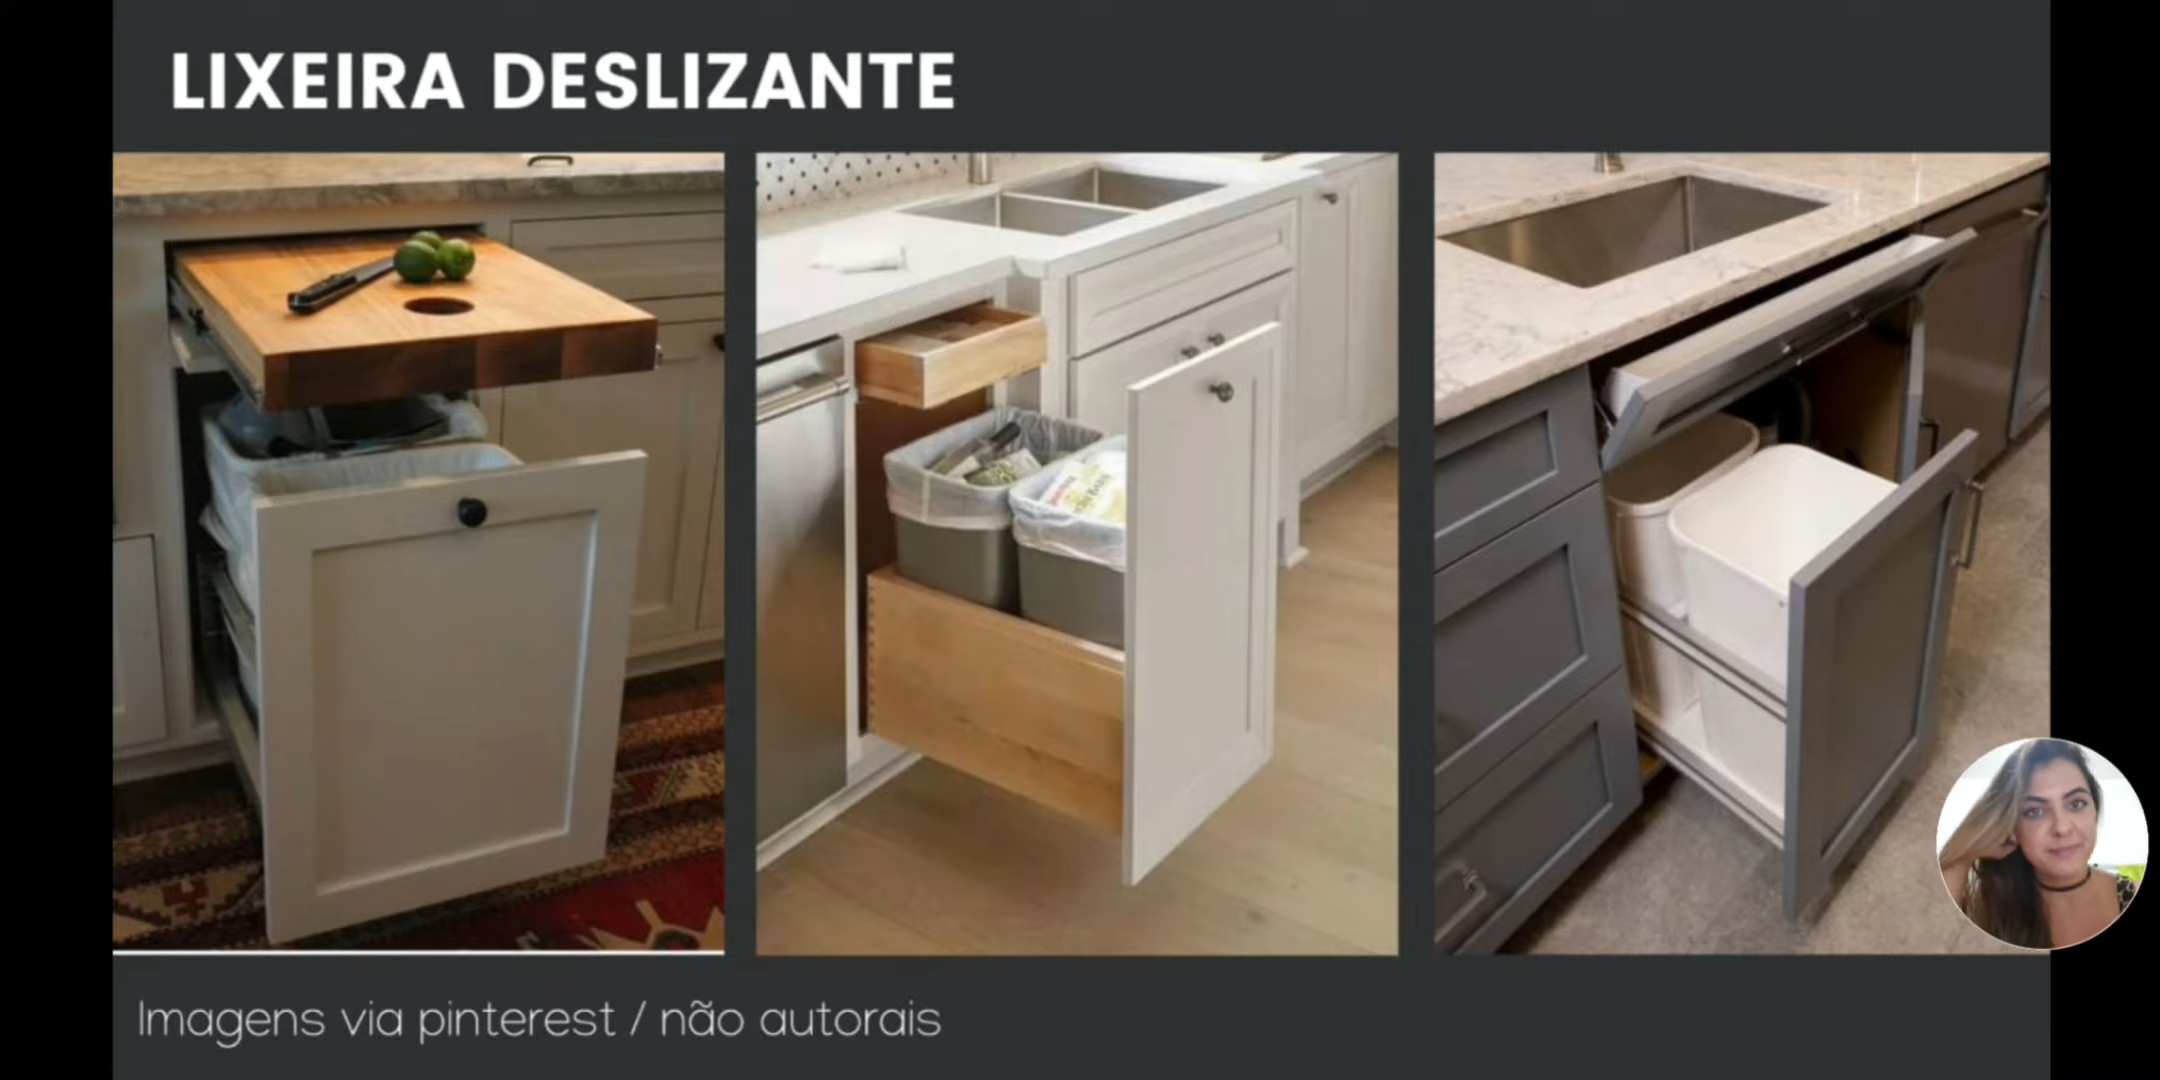 LIXEIRA DESLIZANTE
Imagens via pinterest / não autorais